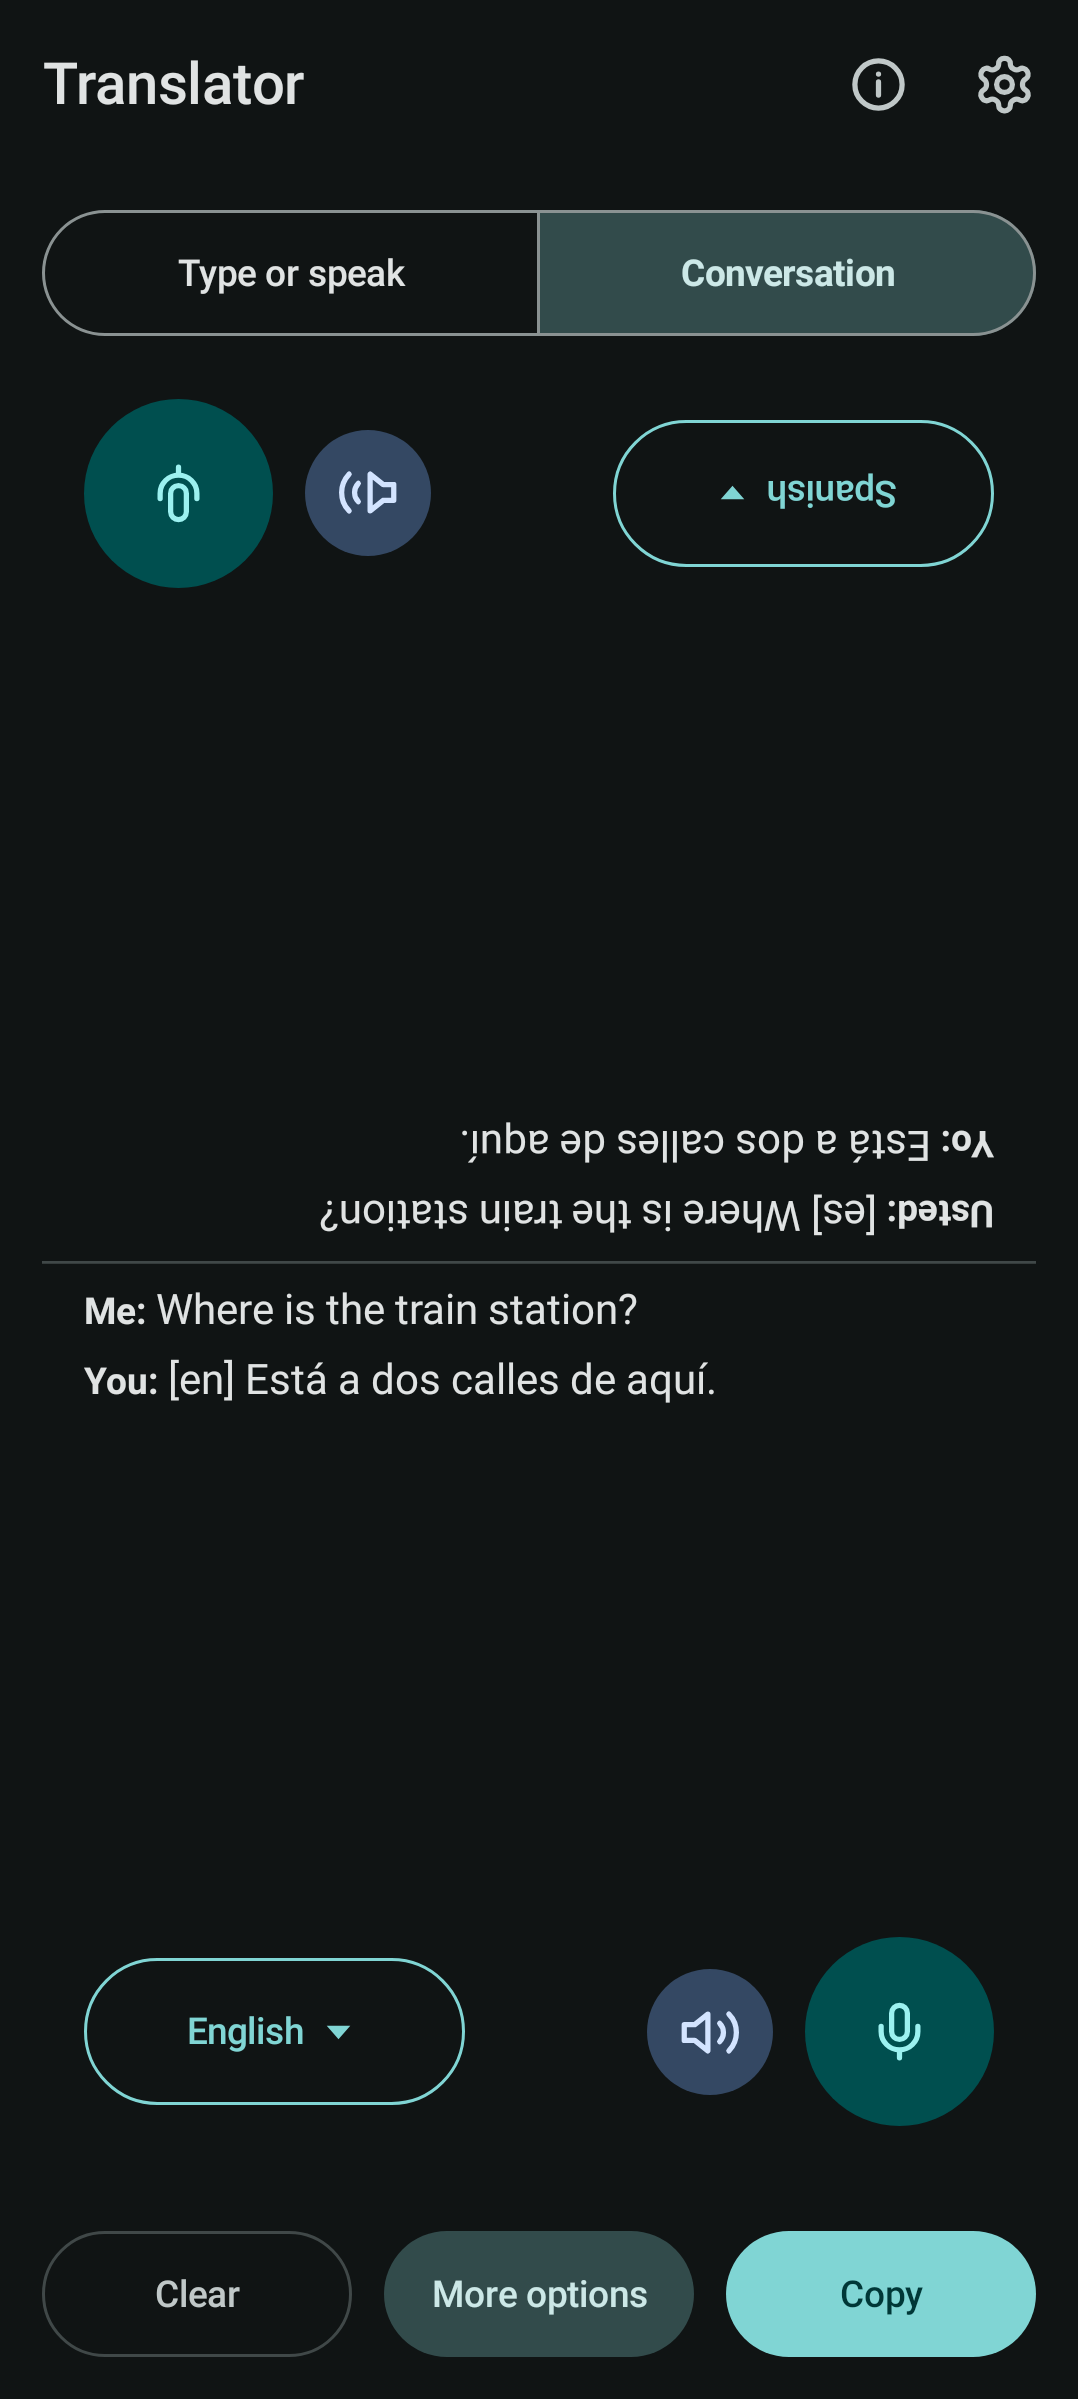 Translator
Type or speak
Conversation
Spanish
Usted: [es] Where is the train station?
Yo: Está a dos calles de aquí.
Me: Where is the train station?
You: [en] Está a dos calles de aquí.
English
Clear
More options
Copy